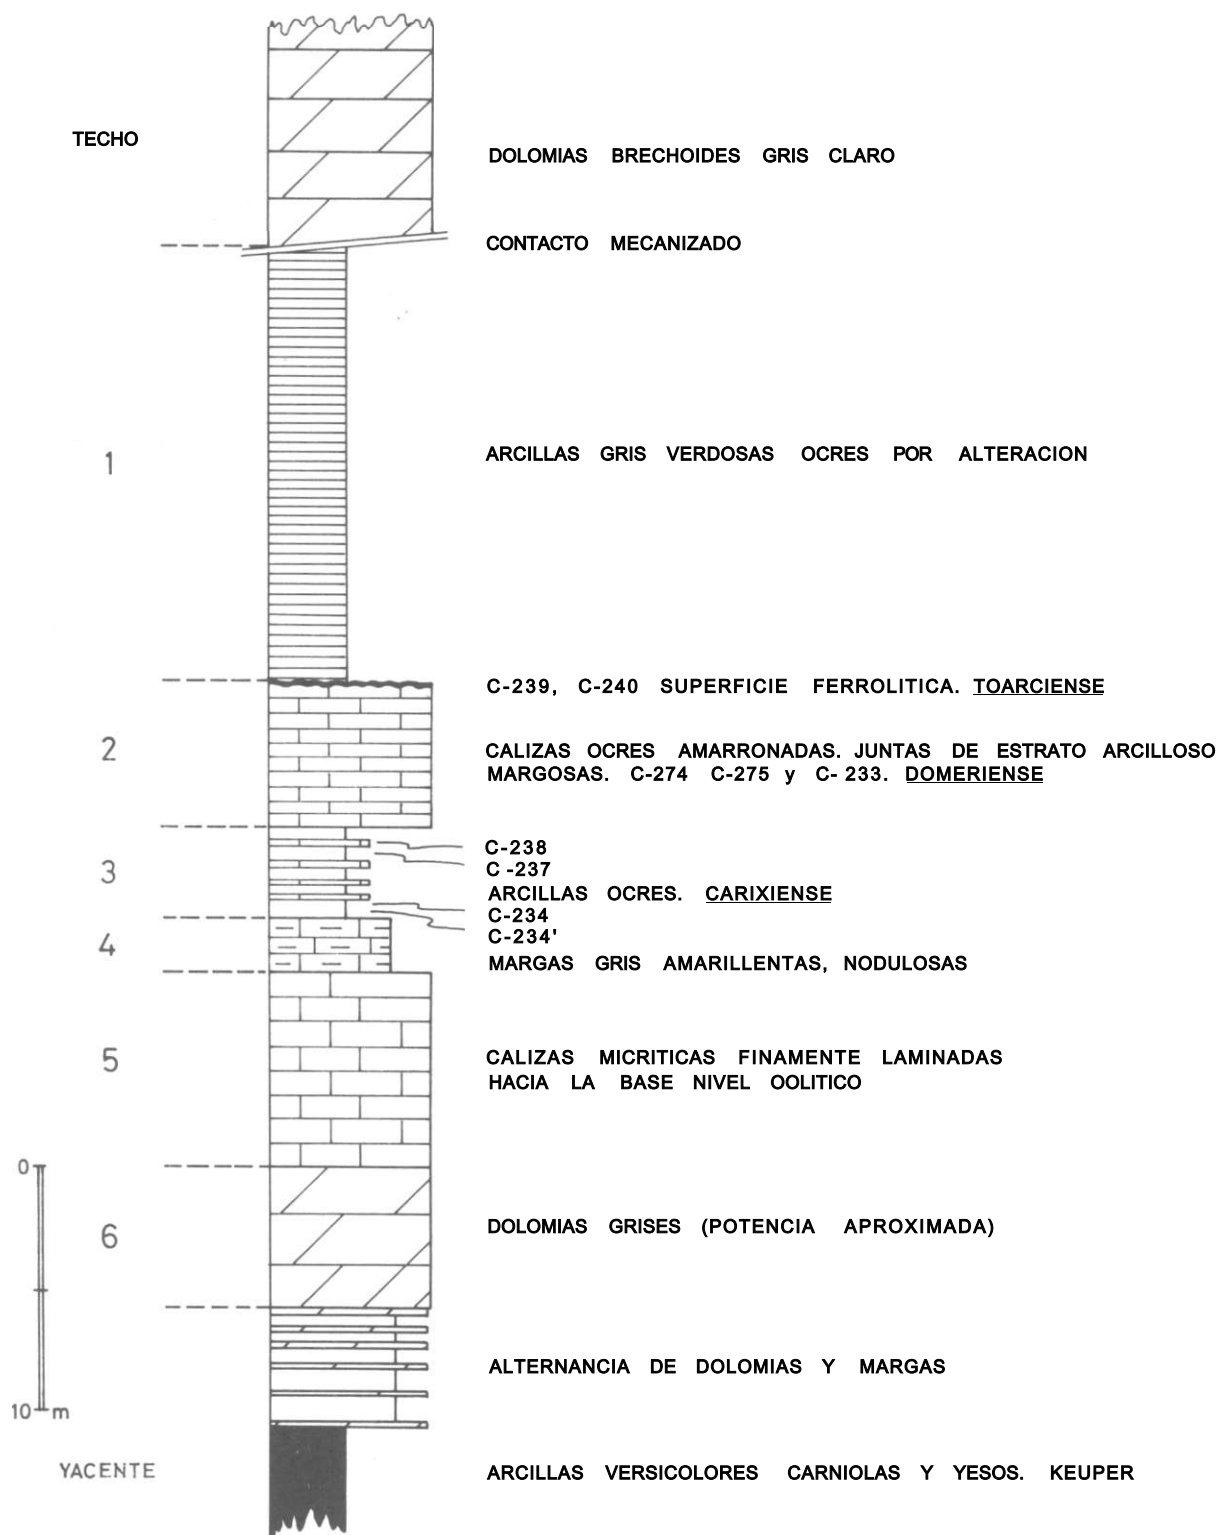 TECHO
DOLOMIAS BRECHOIDES GRIS CLARO
CONTACTO MECANIZADO
1
ARCILLAS GRIS VERDOSAS OCRES POR ALTERACION
C-239, C-240 SUPERFICIE FERROLITICA. TOARCIENSE
2
CALIZAS OCRES AMARRONADAS. JUNTAS DE ESTRATO ARCILLOSO
MARGOSAS. C-274 C-275 y C-233. DOMERIENSE
3
C-238
C-237
ARCILLAS OCRES. CARIXIENSE
C-234
C-234'
4
MARGAS GRIS AMARILLENTAS, NODULOSAS
5
CALIZAS MICRITICAS FINAMENTE LAMINADAS
HACIA LA BASE NIVEL OOLITICO
0
6
DOLOMIAS GRISES (POTENCIA APROXIMADA)
ALTERNANCIA DE DOLOMIAS Y MARGAS
10 m
YACENTE
ARCILLAS VERSICOLORES CARNIOLAS Y YESOS. KEUPER